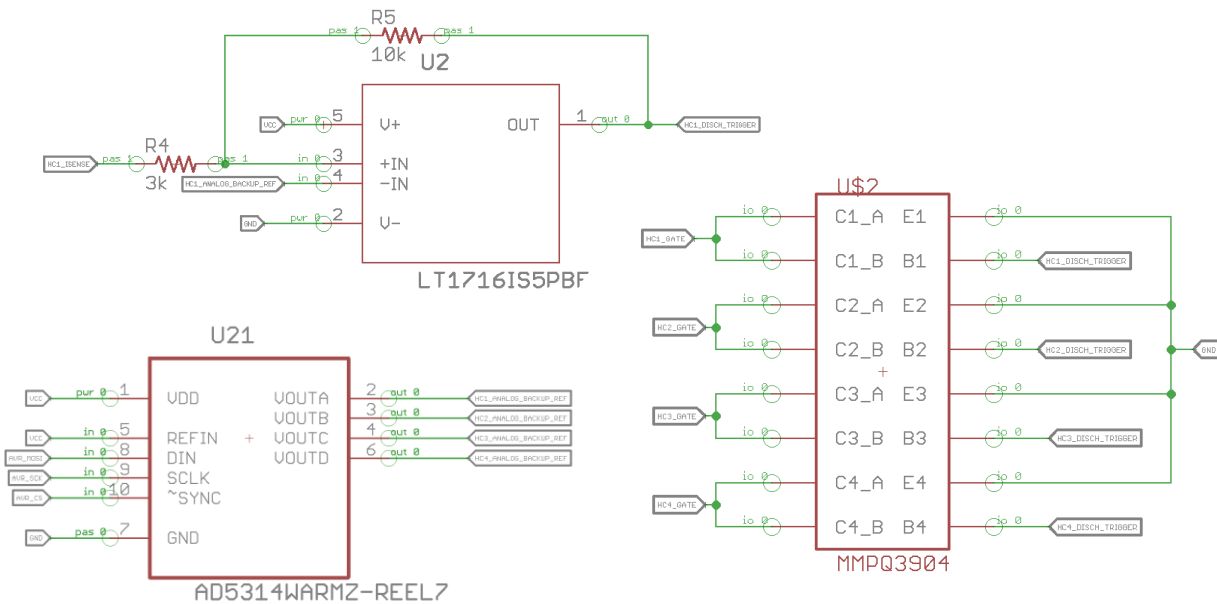 R5
pas 1
pas 1
10k
U2
VCC
pwr 0
5
V+
OUT
1
out 0
HC1_DISCH_TRIGGER
R4
HC1_ISENSE
pas 1
pas 1
in 0
3
+IN
3k
HC1_ANALOG_BACKUP_REF
in 0
4
-IN
GND
pwr 0
2
V-
LT1716IS5PBF
U21
VCC
pwr 0
1
VDD
VOUTA
2
out 0
HC1_ANALOG_BACKUP_REF
VOUTB
3
out 0
HC2_ANALOG_BACKUP_REF
VCC
in 0
5
REFIN
VOUTC
4
out 0
HC3_ANALOG_BACKUP_REF
AVR_MOSI
in 0
8
DIN
VOUTD
6
out 0
HC4_ANALOG_BACKUP_REF
AVR_SCK
in 0
9
SCLK
AVR_CS
in 0
10
~SYNC
GND
pas 0
7
GND
AD5314WARMZ-REEL7
U$2
io 0
C1_A
E1
io 0
HC1_GATE
io 0
C1_B
B1
io 0
HC1_DISCH_TRIGGER
io 0
C2_A
E2
io 0
HC2_GATE
io 0
C2_B
B2
io 0
HC2_DISCH_TRIGGER
GND
io 0
C3_A
E3
io 0
HC3_GATE
io 0
C3_B
B3
io 0
HC3_DISCH_TRIGGER
io 0
C4_A
E4
io 0
HC4_GATE
io 0
C4_B
B4
io 0
HC4_DISCH_TRIGGER
MMPQ3904